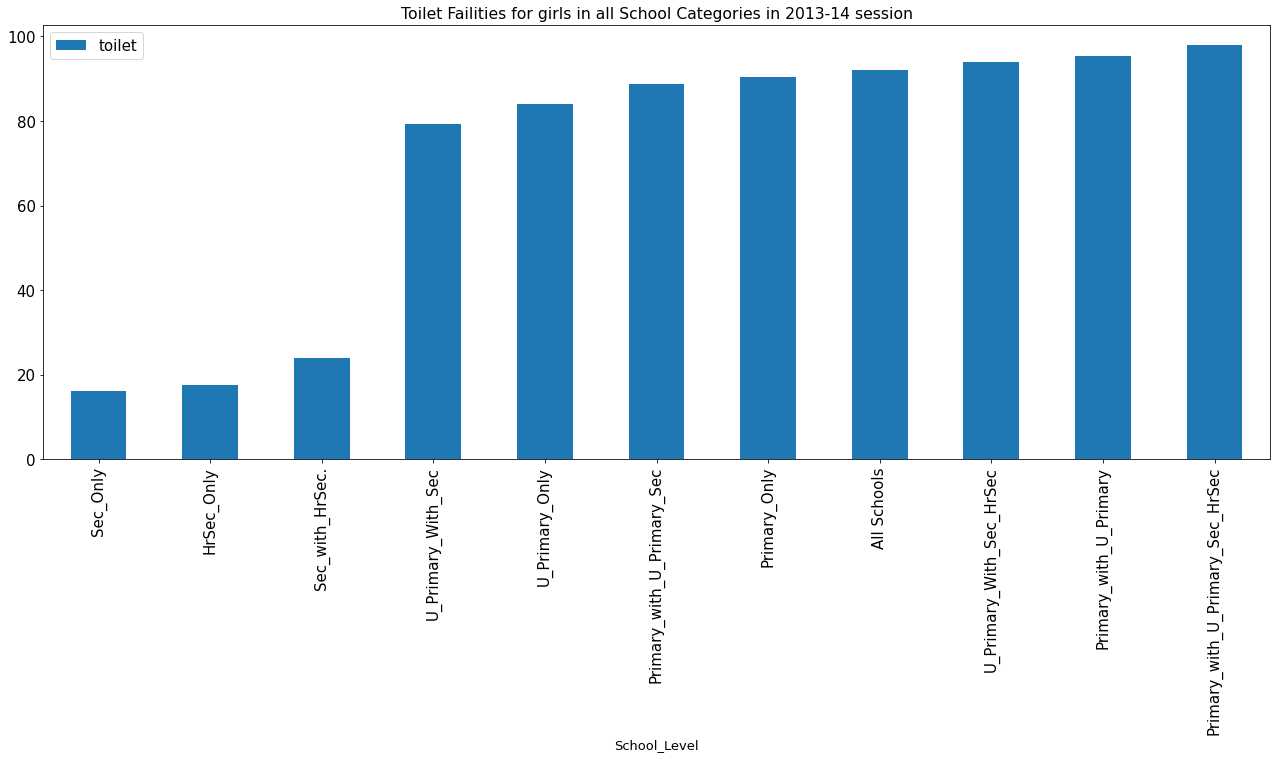 Toilet Failities for girls in all School Categories in 2013-14 session
toilet
100
80
60
40
20
0
Sec_Only
HrSec_Only
Sec_with_HrSec.
U_Primary_With_Sec
U_Primary_Only
Primary_with_U_Primary_Sec
Primary_Only
All Schools
U_Primary_With_Sec_HrSec
Primary_with_U_Primary
Primary_with_U_Primary_Sec_HrSec
School_Level